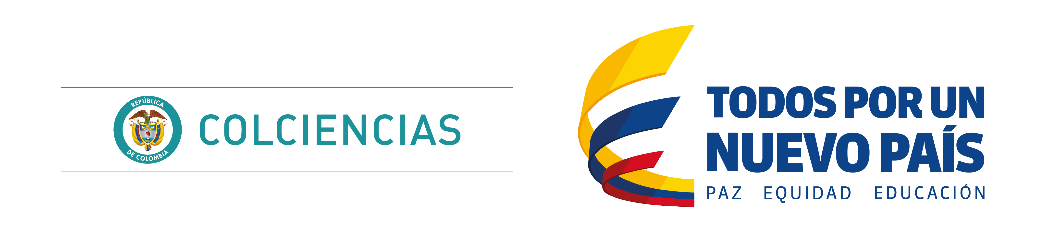 REPÚBLICA
DE COLOMBIA
COLCIENCIAS
TODOS POR UN
NUEVO PAÍS
PAZ EQUIDAD EDUCACIÓN